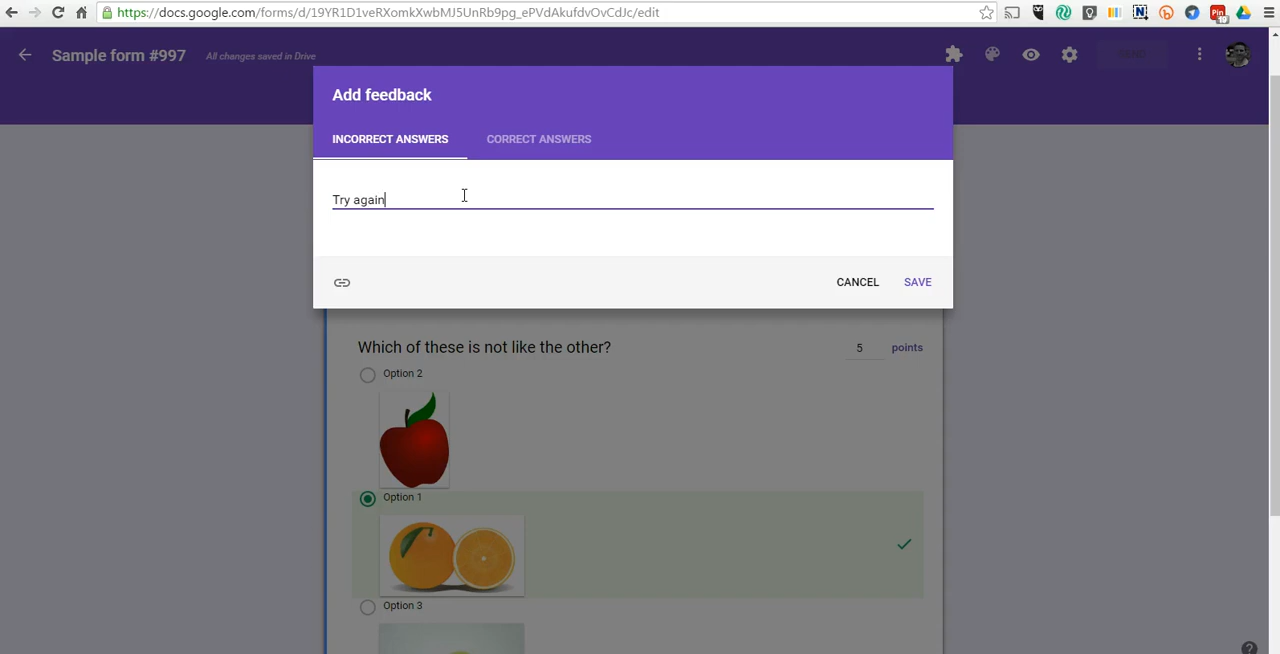 https://docs.google.com/forms/d/19YR1D1veRXomkXwbMJ5UnRb9pg_ePVdAkufdvOvCdJc/edit
Sample form #997
All changes saved in Drive
SEND
Add feedback
INCORRECT ANSWERS
CORRECT ANSWERS
Try again
CANCEL
SAVE
Which of these is not like the other?
5
points
Option 2
Option 1
Option 3